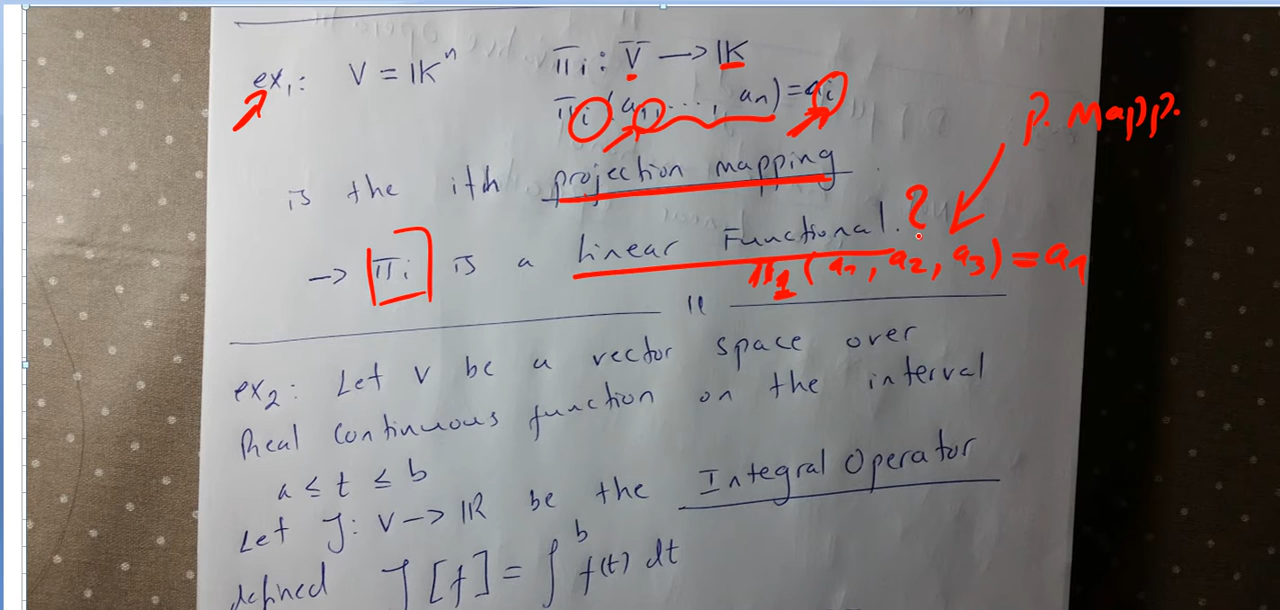 ex₁: V = IKⁿ πᵢ : V → IK
πᵢ (a₁, ..., aₙ) = aᵢ
P. Mapp.
is the ith projection mapping
→ πᵢ is a linear Functional. ?
π₁ (a₁, a₂, a₃) = a₁
"
ex₂: Let V be a vector space over
Real continuous function on the interval
a ≤ t ≤ b
Let J: V → IR be the Integral Operator
defined J[f] = ∫ᵇ f(t) dt